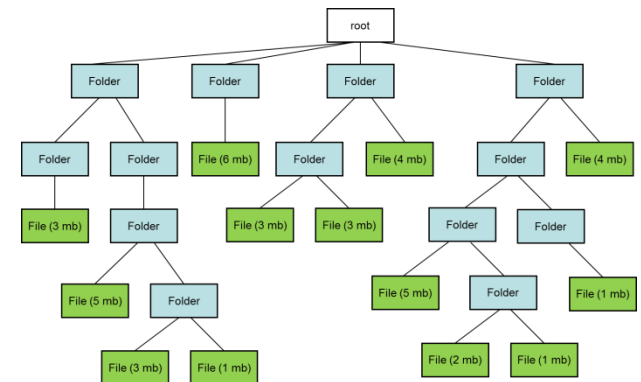 root
Folder
Folder
Folder
Folder
Folder
Folder
File (6 mb)
Folder
File (4 mb)
Folder
File (4 mb)
File (3 mb)
Folder
File (3 mb)
File (3 mb)
Folder
Folder
File (5 mb)
Folder
File (5 mb)
Folder
File (1 mb)
File (3 mb)
File (1 mb)
File (2 mb)
File (1 mb)